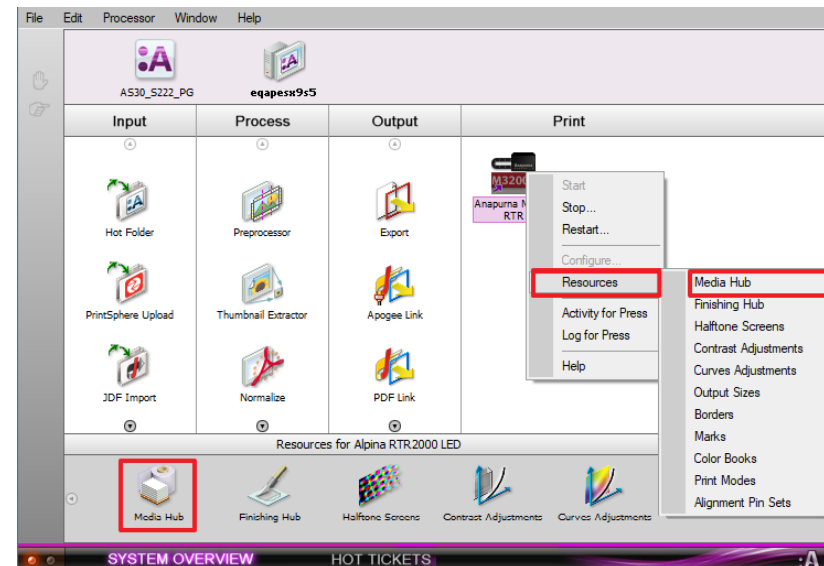 File Edit Processor Window Help
:A
AS30_S222_PG
:A
eqapesx9s5
Input Process Output Print
Hot Folder
Preprocessor
Export
M3200
RTR
Start
Stop...
Restart...
Configure...
Resources
Activity for Press
Log for Press
Help
Media Hub
Finishing Hub
Halftone Screens
Contrast Adjustments
Curves Adjustments
Output Sizes
Borders
Marks
Color Books
Print Modes
Alignment Pin Sets
PrintSphere Upload
Thumbnail Extractor
Apogee Link
JDF Import
Normalize
PDF Link
Resources for Alpina RTR2000 LED
Media Hub
Finishing Hub
Halftone Screens
Contrast Adjustments
Curves Adjustments
SYSTEM OVERVIEW HOT TICKETS
:A